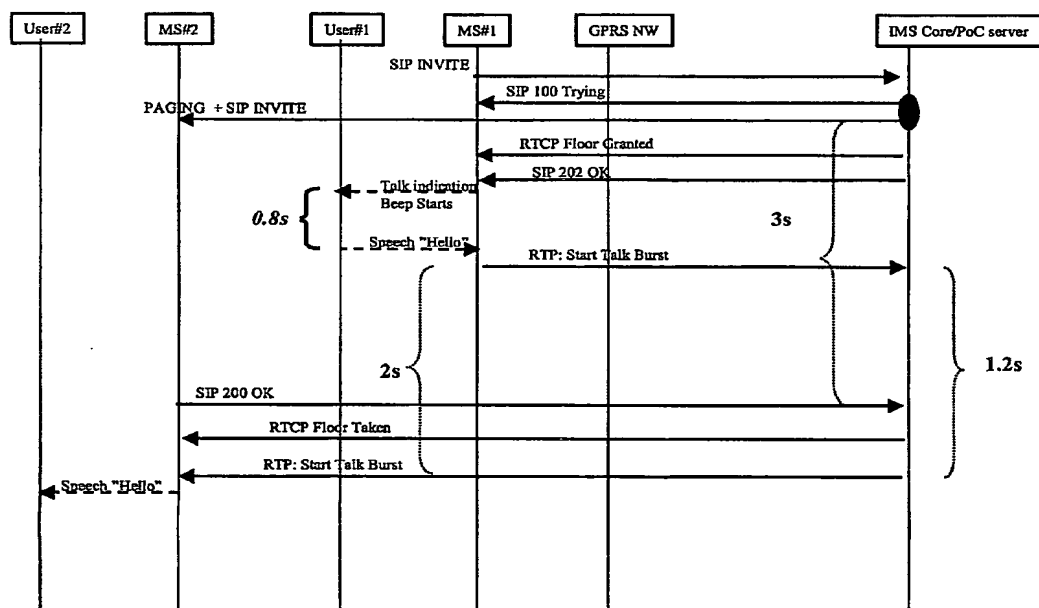 User#2
MS#2
User#1
MS#1
GPRS NW
IMS Core/PoC server
SIP INVITE
SIP 100 Trying
PAGING + SIP INVITE
RTCP Floor Granted
SIP 202 OK
Talk indication
Beep Starts
0.8s
3s
Speech "Hello"
RTP: Start Talk Burst
2s
1.2s
SIP 200 OK
RTCP Floor Taken
RTP: Start Talk Burst
Speech "Hello"